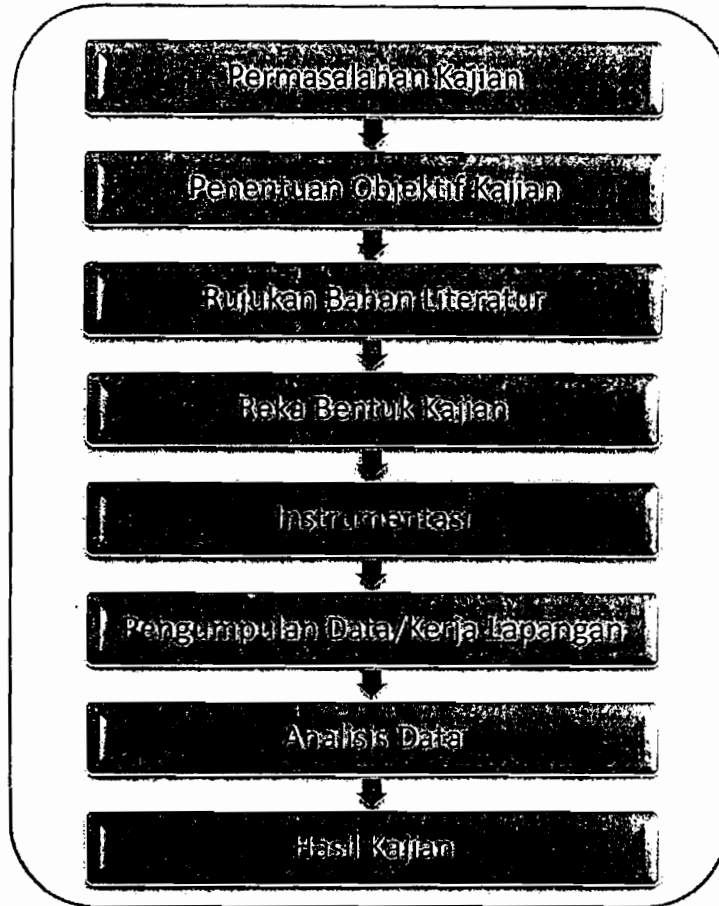 Permasalahan Kajian
Penentuan Objektif Kajian
Rujukan Bahan Literatur
Reka Bentuk Kajian
Instrumentasi
Pengumpulan Data/Kerja Lapangan
Analisis Data
Hasil Kajian